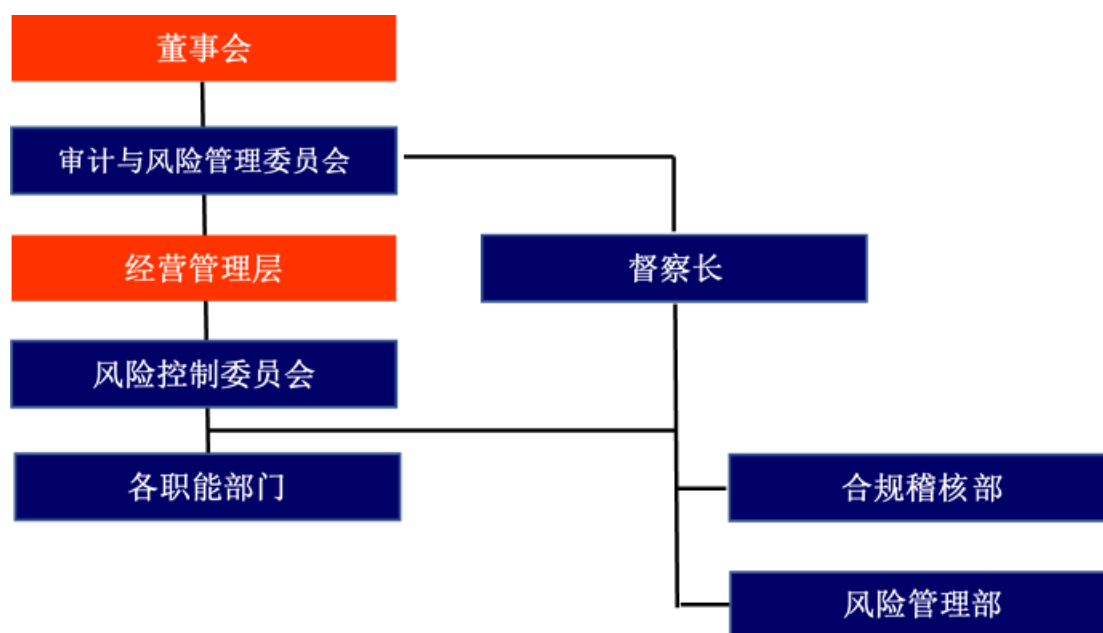 董事会
审计与风险管理委员会
经营管理层
督察长
风险控制委员会
各职能部门
合规稽核部
风险管理部